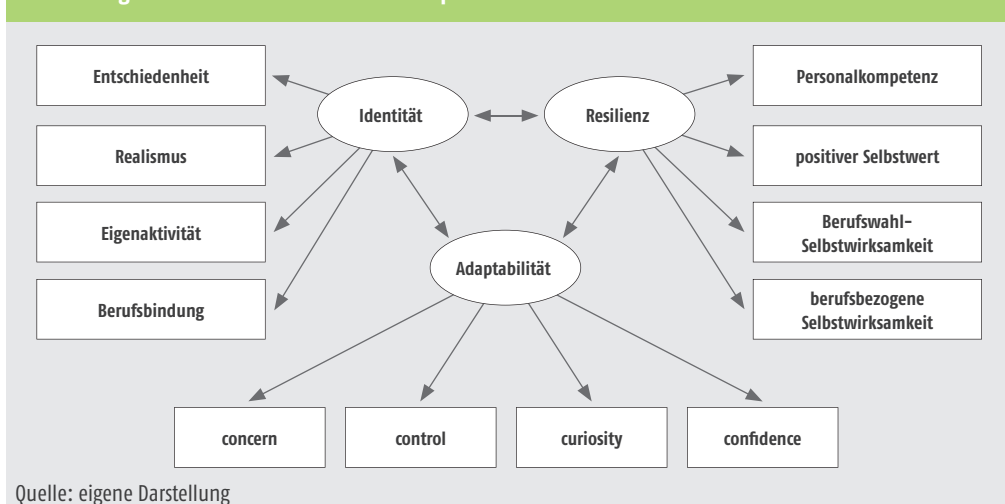 Entschiedenheit
Personalkompetenz
Identität
Resilienz
Realismus
positiver Selbstwert
Eigenaktivität
Berufswahl-
Selbstwirksamkeit
Adaptabilität
Berufsbindung
berufsbezogene
Selbstwirksamkeit
concern
control
curiosity
confidence
Quelle: eigene Darstellung